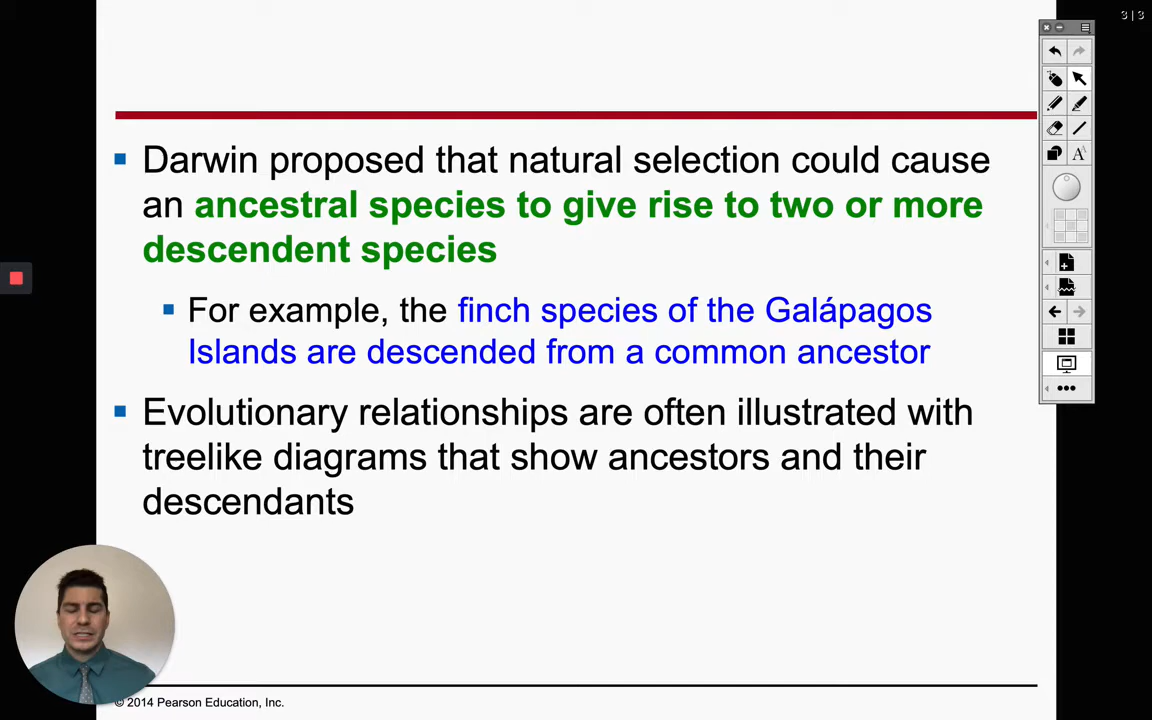 3|3
Darwin proposed that natural selection could cause
an ancestral species to give rise to two or more
descendent species
For example, the finch species of the Galápagos
Islands are descended from a common ancestor
Evolutionary relationships are often illustrated with
treelike diagrams that show ancestors and their
descendants
© 2014 Pearson Education, Inc.